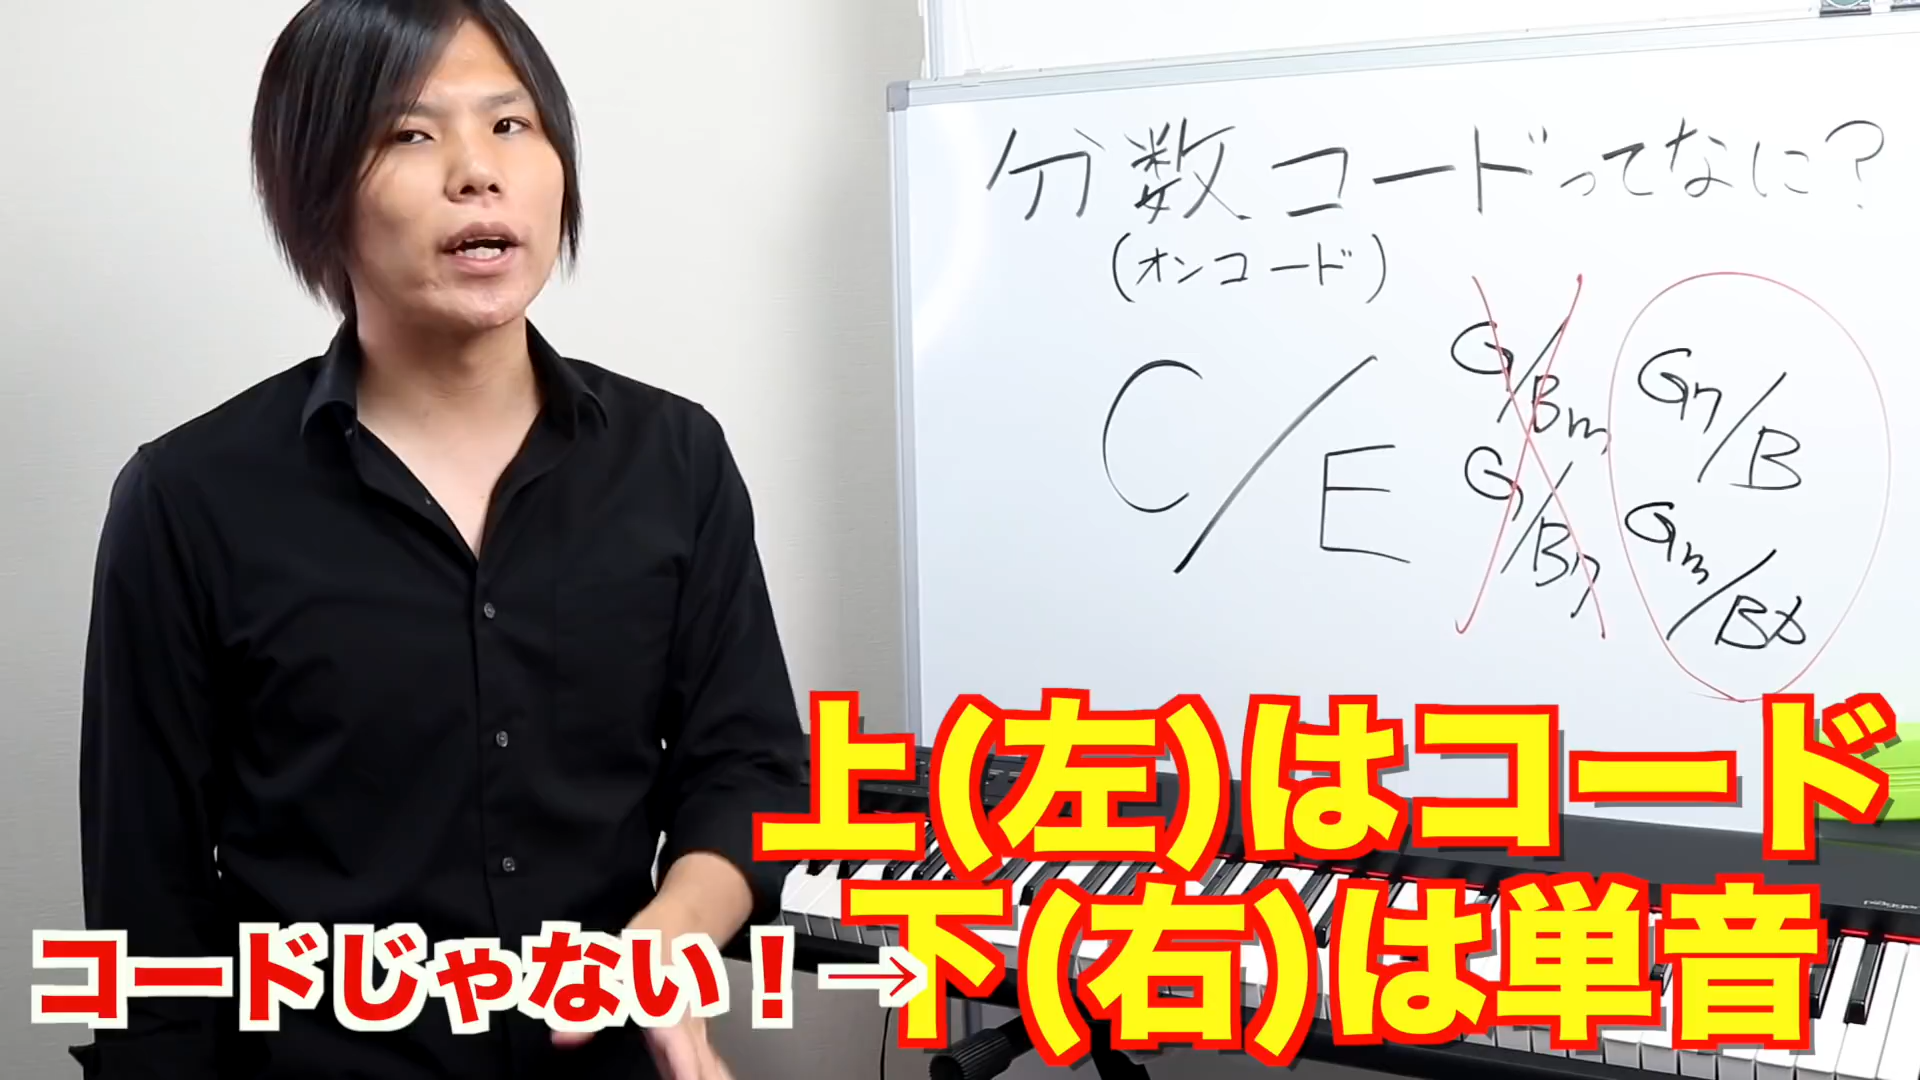 分数コードってなに?
(オンコード)
C/E
G/Bm
G/B7
G7/B
Gm/B♭
上(左)はコード
下(右)は単音
コードじゃない!→